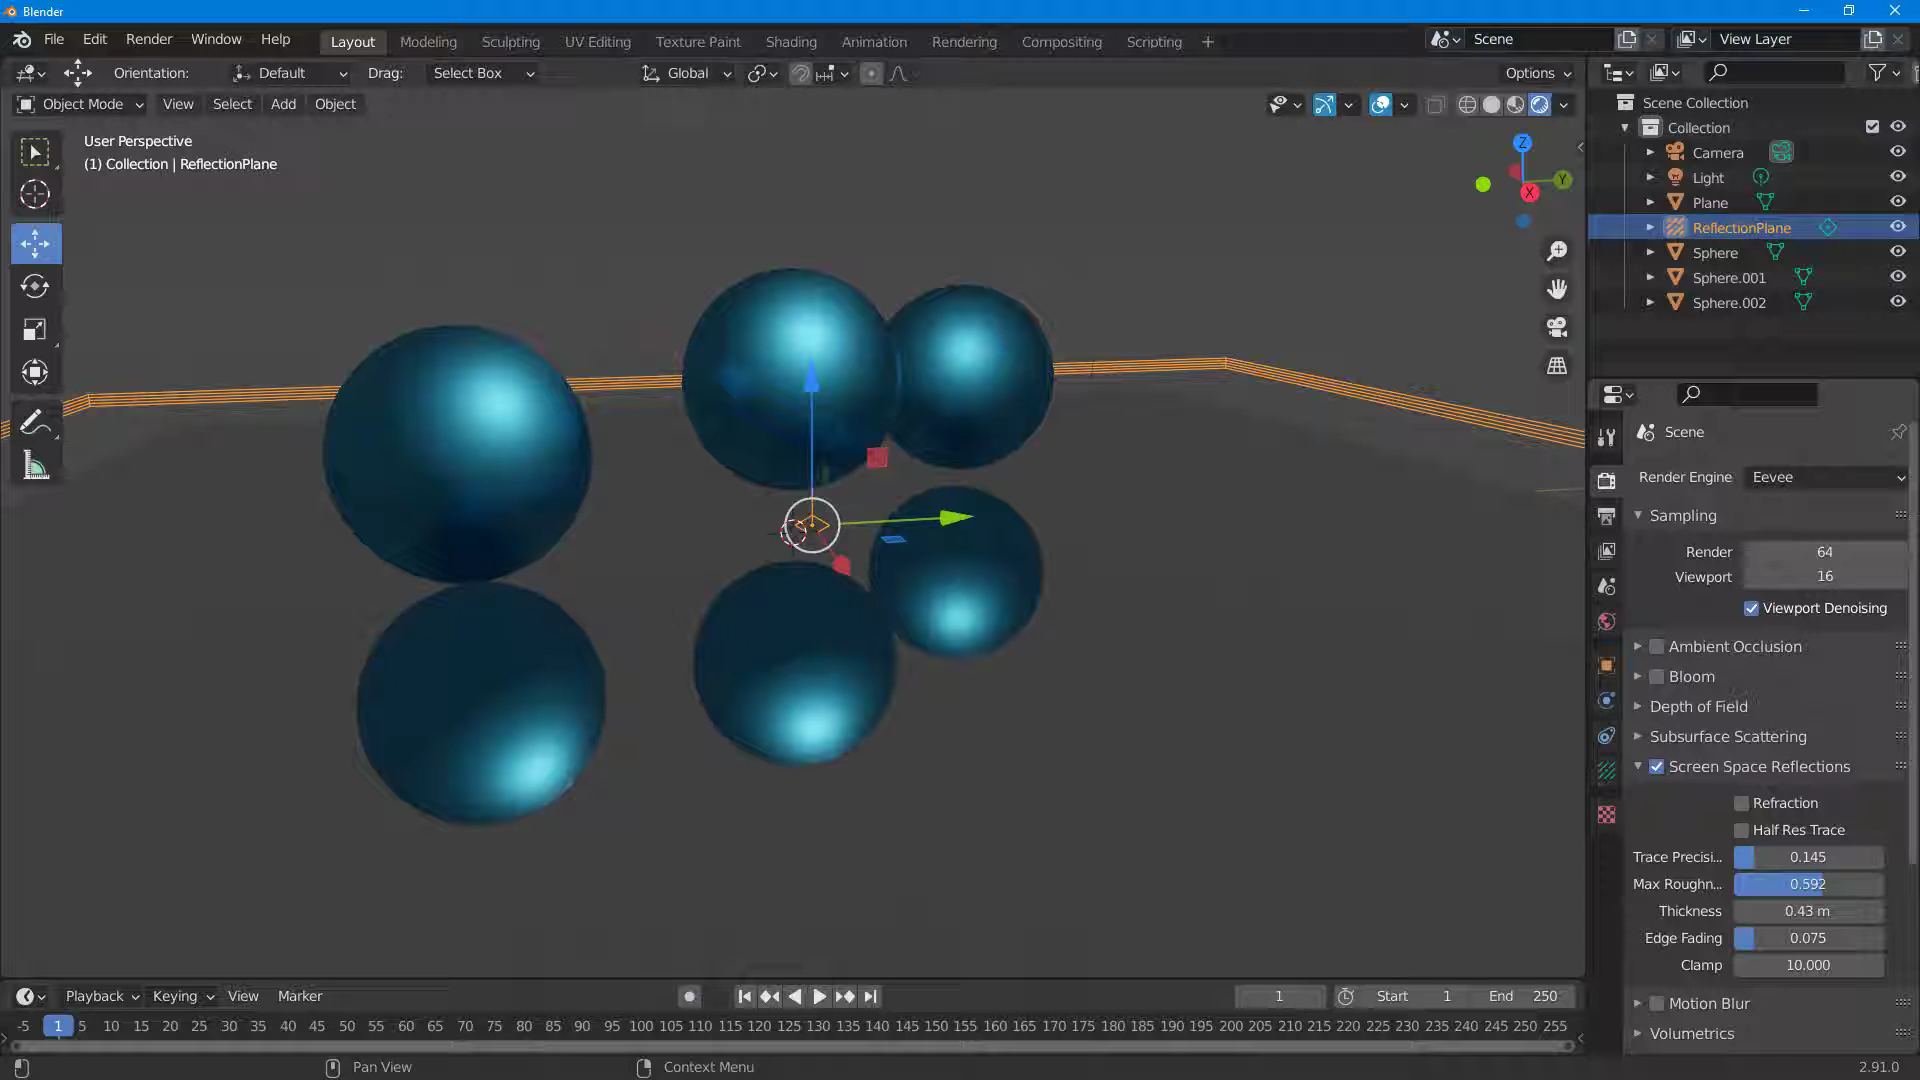 Blender
File Edit Render Window Help Layout Modeling Sculpting UV Editing Texture Paint Shading Animation Rendering Compositing Scripting + Scene View Layer
Orientation: Default Drag: Select Box Global Options
Object Mode View Select Add Object
User Perspective
(1) Collection | ReflectionPlane
Z
Y
X
Scene Collection
Collection
Camera
Light
Plane
ReflectionPlane
Sphere
Sphere.001
Sphere.002
Scene
Render Engine Eevee
Sampling
Render 64
Viewport 16
Viewport Denoising
Ambient Occlusion
Bloom
Depth of Field
Subsurface Scattering
Screen Space Reflections
Refraction
Half Res Trace
Trace Precisi... 0.145
Max Roughn... 0.592
Thickness 0.43 m
Edge Fading 0.075
Clamp 10.000
Motion Blur
Volumetrics
Playback Keying View Marker 1 Start 1 End 250
-5 1 5 10 15 20 25 30 35 40 45 50 55 60 65 70 75 80 85 90 95 100 105 110 115 120 125 130 135 140 145 150 155 160 165 170 175 180 185 190 195 200 205 210 215 220 225 230 235 240 245 250 255
Pan View Context Menu 2.91.0